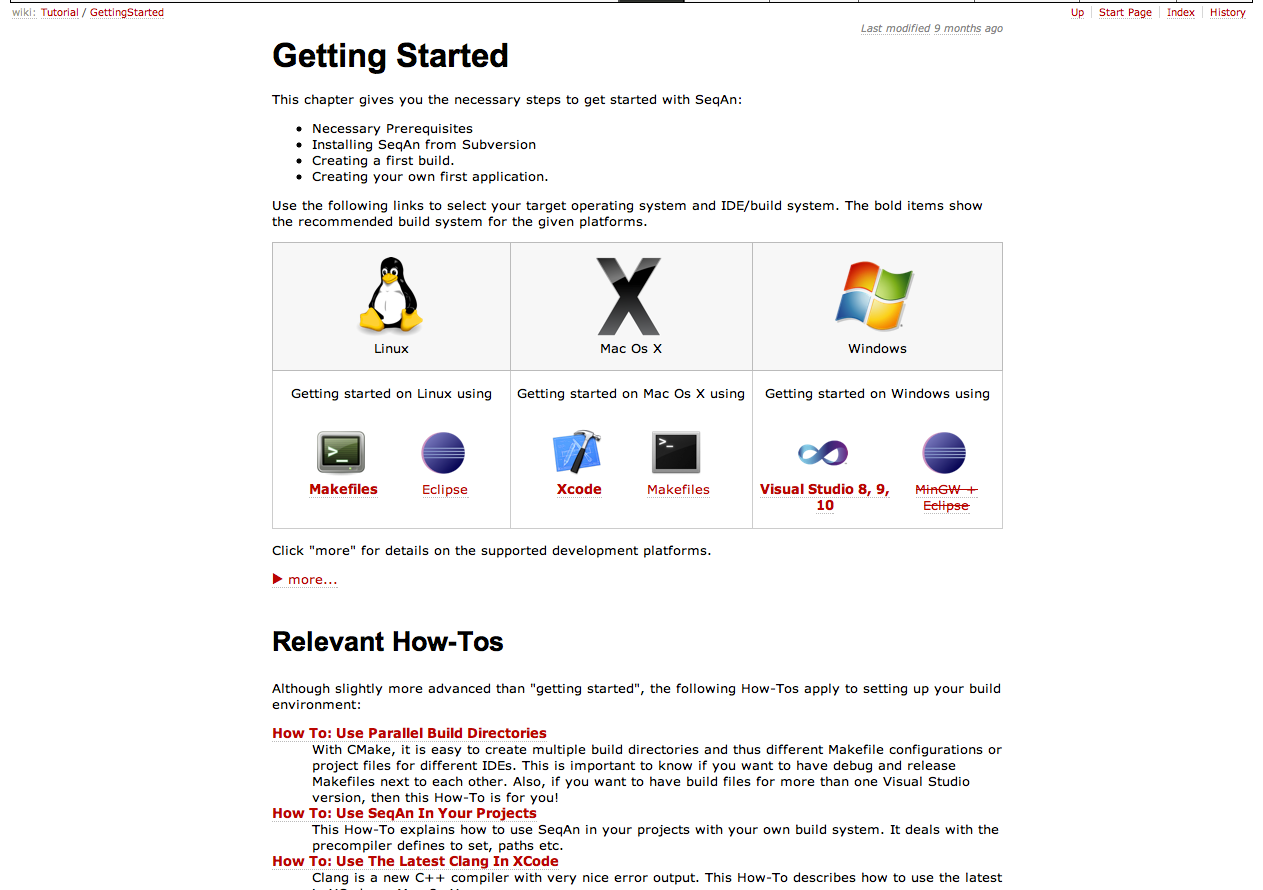 wiki: Tutorial / GettingStarted
Up Start Page Index History
Last modified 9 months ago
Getting Started
This chapter gives you the necessary steps to get started with SeqAn:
Necessary Prerequisites
Installing SeqAn from Subversion
Creating a first build.
Creating your own first application.
Use the following links to select your target operating system and IDE/build system. The bold items show
the recommended build system for the given platforms.
Linux
Mac Os X
Windows
Getting started on Linux using
Getting started on Mac Os X using
Getting started on Windows using
Makefiles
Eclipse
Xcode
Makefiles
Visual Studio 8, 9,
10
MinGW +
Eclipse
Click "more" for details on the supported development platforms.
more...
Relevant How-Tos
Although slightly more advanced than "getting started", the following How-Tos apply to setting up your build
environment:
How To: Use Parallel Build Directories
With CMake, it is easy to create multiple build directories and thus different Makefile configurations or
project files for different IDEs. This is important to know if you want to have debug and release
Makefiles next to each other. Also, if you want to have build files for more than one Visual Studio
version, then this How-To is for you!
How To: Use SeqAn In Your Projects
This How-To explains how to use SeqAn in your projects with your own build system. It deals with the
precompiler defines to set, paths etc.
How To: Use The Latest Clang In XCode
Clang is a new C++ compiler with very nice error output. This How-To describes how to use the latest